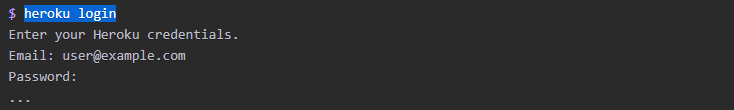 $ heroku login
Enter your Heroku credentials.
Email: user@example.com
Password:
...